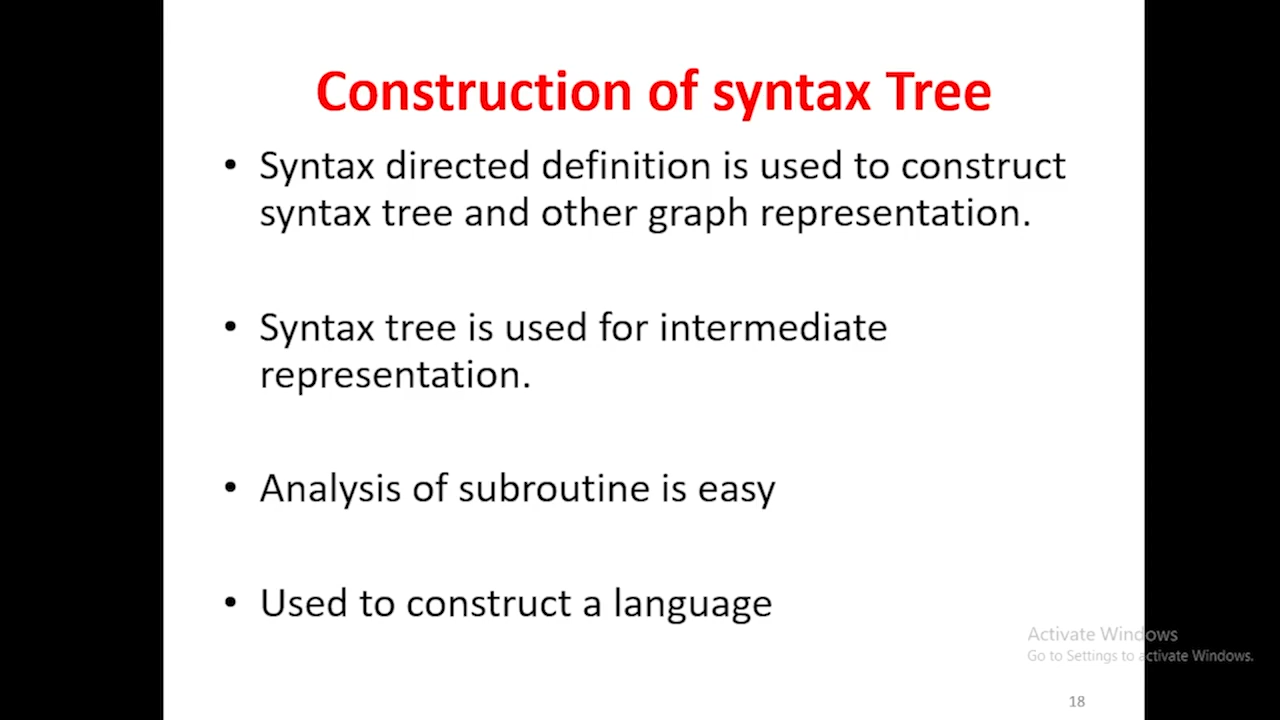 Construction of syntax Tree
• Syntax directed definition is used to construct
syntax tree and other graph representation.
• Syntax tree is used for intermediate
representation.
• Analysis of subroutine is easy
• Used to construct a language
Activate Windows
Go to Settings to activate Windows.
18